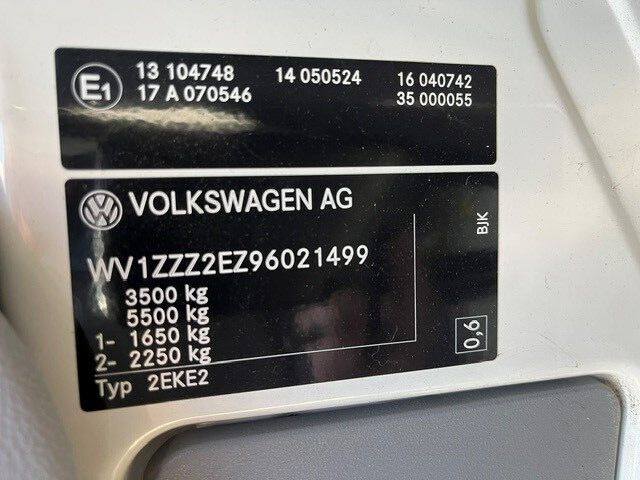 E1
13 104748 14 050524 16 040742
17 A 070546 35 000055
VW VOLKSWAGEN AG
BJK
WV1ZZZ2EZ96021499
3500 kg
5500 kg
1- 1650 kg
2- 2250 kg
0,6
Typ 2EKE2